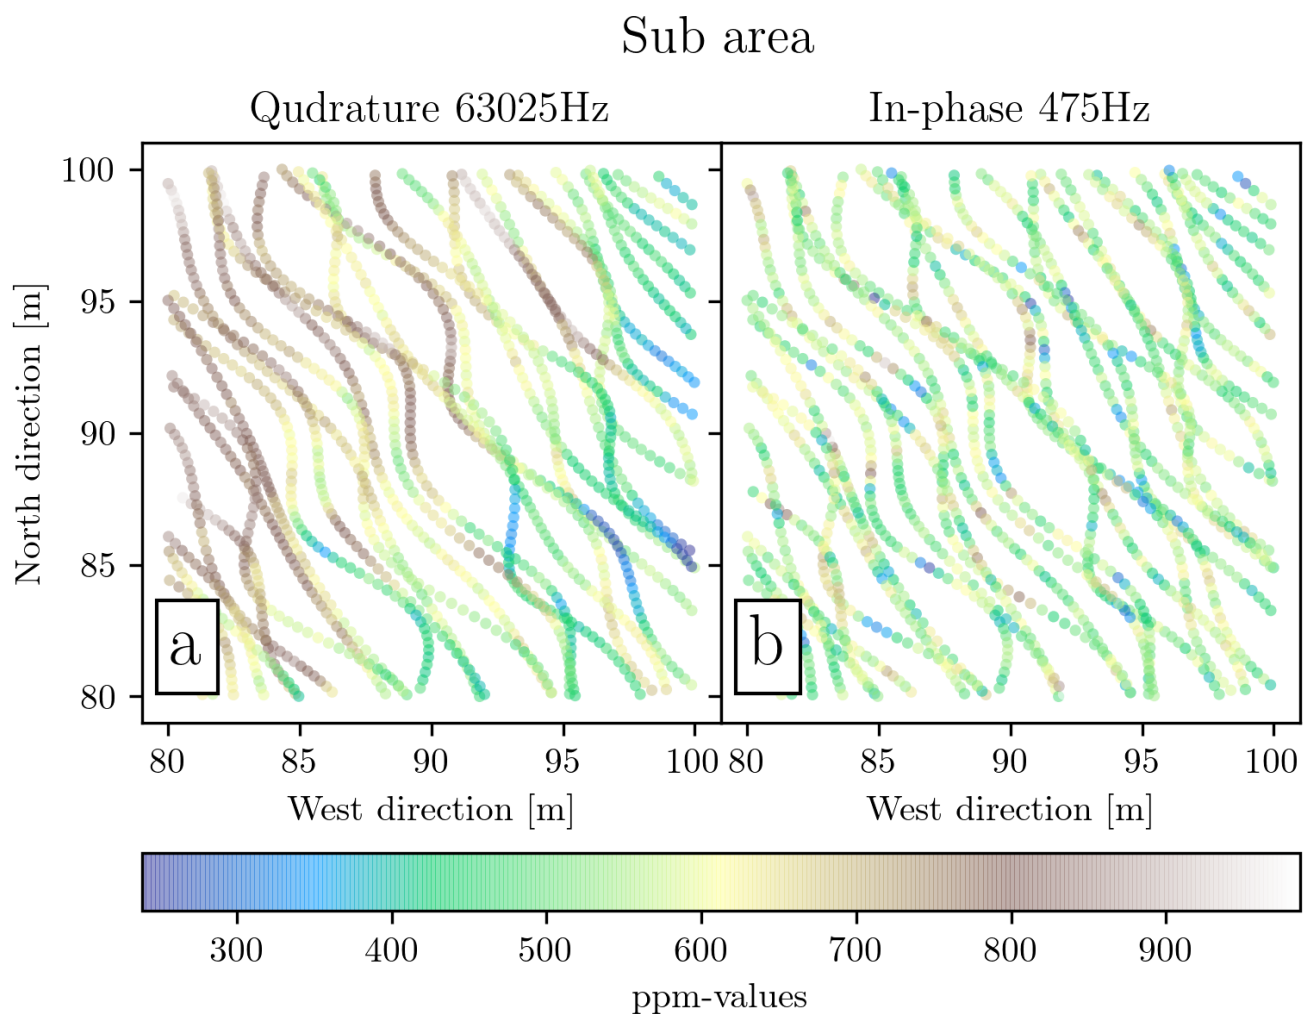 Sub area
Qudrature 63025Hz
In-phase 475Hz
100
95
90
85
80
North direction [m]
a
b
80 85 90 95 100
80 85 90 95 100
West direction [m]
West direction [m]
300 400 500 600 700 800 900
ppm-values